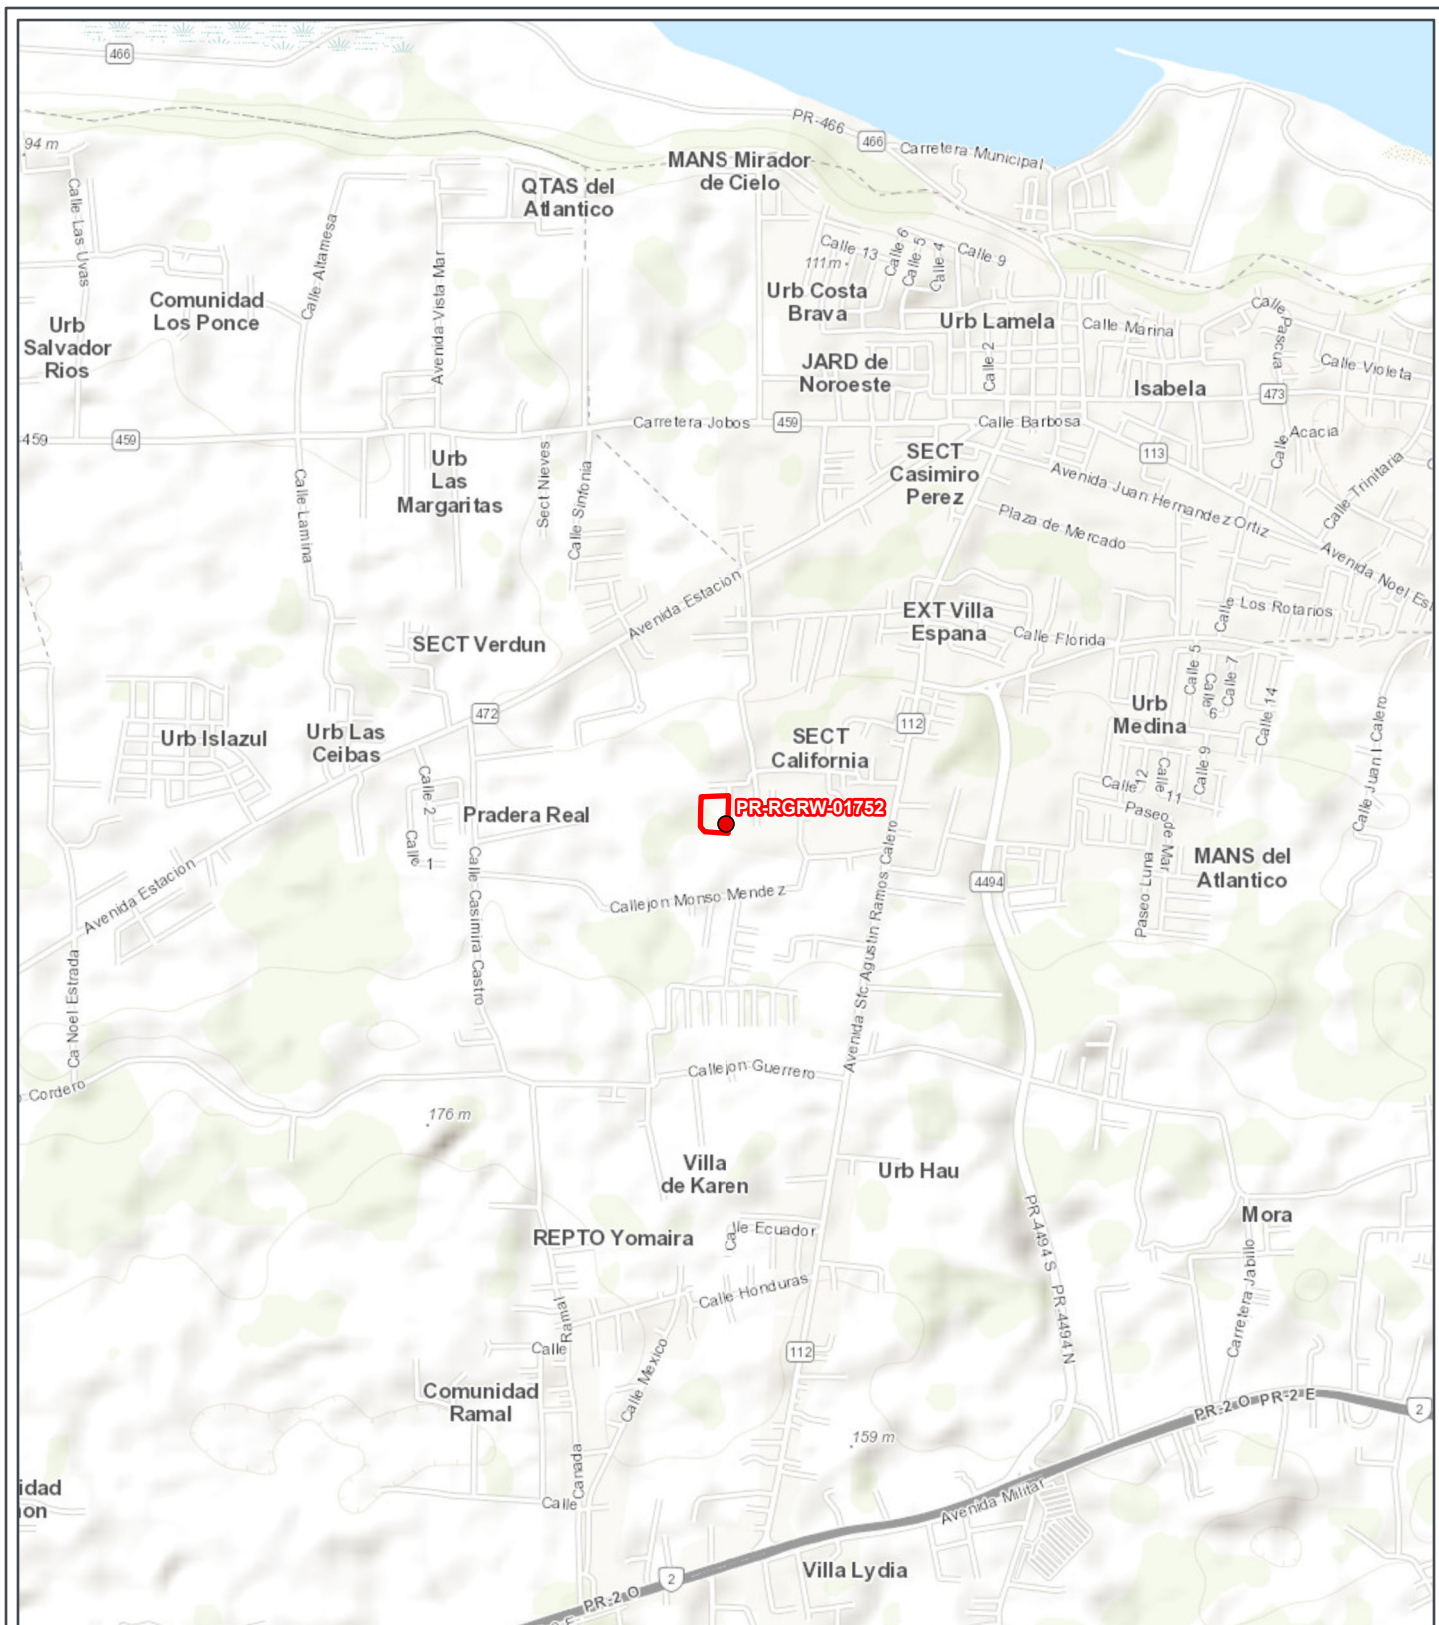 466
PR-466
466
Carretera Municipal
94 m
MANS Mirador
de Cielo
QTAS del
Atlantico
Calle Las Uvas
Calle Altamesa
Avenida Vista Mar
Calle 13
Calle 6
Calle 5
Calle 4
Calle 9
111 m
Urb Costa
Brava
Comunidad
Los Ponce
Urb
Salvador
Rios
Urb Lamela
Calle Marina
Calle Pascua
Calle 2
Calle Violeta
JARD de
Noroeste
Isabela
473
459
459
Carretera Jobos
459
Calle Barbosa
Calle Acacia
113
Urb
Las
Margaritas
Sect Nieves
Calle Sinfonia
Calle Lamina
SECT
Casimiro
Perez
Avenida Juan Hernandez Ortiz
Calle Trinitaria
Plaza de Mercado
Avenida Noel Es
Avenida Estacion
EXT Villa
Espana
Calle Los Rotarios
Calle Florida
SECT Verdun
Calle 5
Calle 7
Calle 14
472
Urb
Medina
112
Urb Islazul
Urb Las
Ceibas
SECT
California
Calle Juan I Calero
Calle 9
Calle 12
Calle 11
Calle 2
Calle 1
Pradera Real
PR-RGRW-01752
Paseo de Mar
Paseo Luna
MANS del
Atlantico
Avenida Estacion
Calle Casimira Castro
Callejon Monso Mendez
4494
Avenida Sfc Agustin Ramos Calero
Ca Noel Estrada
Cordero
Callejon Guerrero
176 m
Villa
de Karen
Urb Hau
PR-4494 S
PR-4494 N
Mora
Carretera Jabillo
REPTO Yomaira
Calle Ecuador
Calle Honduras
Calle Ramal
Calle Mexico
112
Comunidad
Ramal
PR-2 O
PR-2 E
2
159 m
Calle Canada
idad
on
Avenida Militar
Villa Lydia
2
PR-2 O